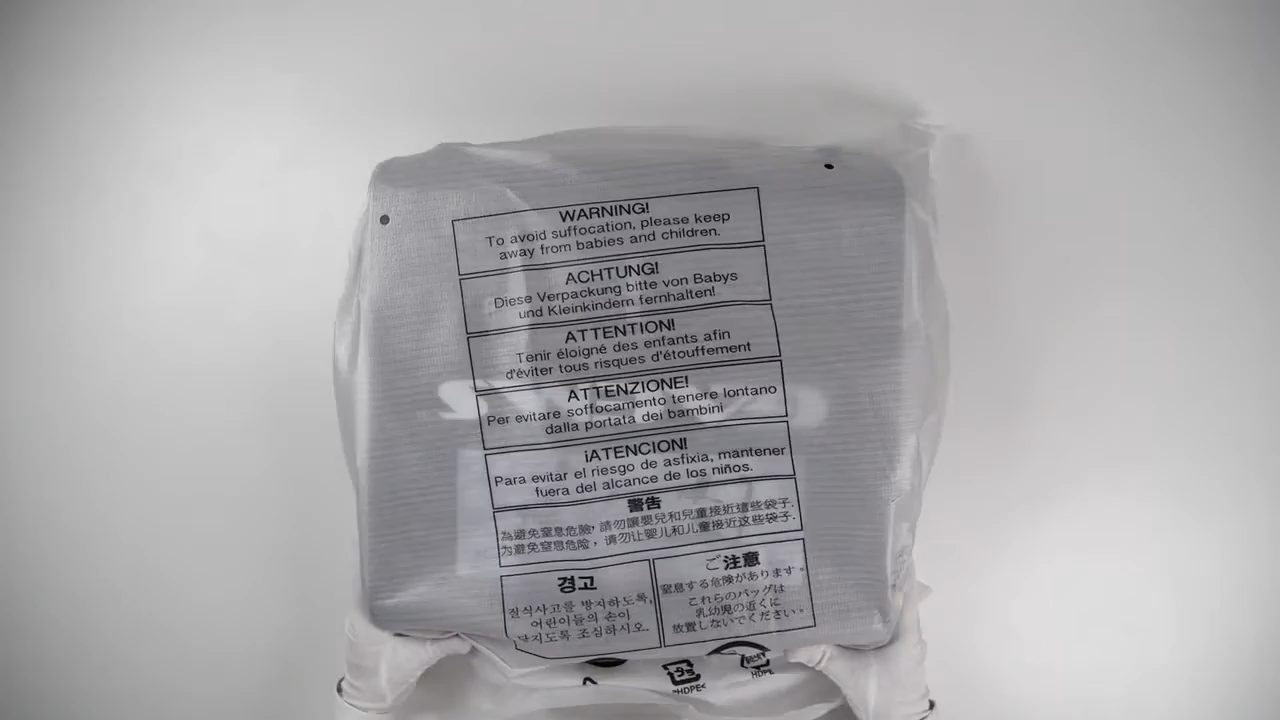 WARNING!
To avoid suffocation, please keep
away from babies and children.
ACHTUNG!
Diese Verpackung bitte von Babys
und Kleinkindern fernhalten!
ATTENTION!
Tenir éloigné des enfants afin
d'éviter tous risques d'étouffement
ATTENZIONE!
Per evitare soffocamento tenere lontano
dalla portata dei bambini
¡ATENCION!
Para evitar el riesgo de asfixia, mantener
fuera del alcance de los niños.
警告
為避免窒息危險，請勿讓嬰兒和兒童接近這些袋子.
为避免窒息危险，请勿让婴儿和儿童接近这些袋子.
경고
질식사고를 방지하도록,
어린이들의 손이
닿지도록 조심하시오.
ご注意
窒息する危険があります。
これらのバッグは
乳幼児の近くに
放置しないでください。
>HDPE<
HDPE